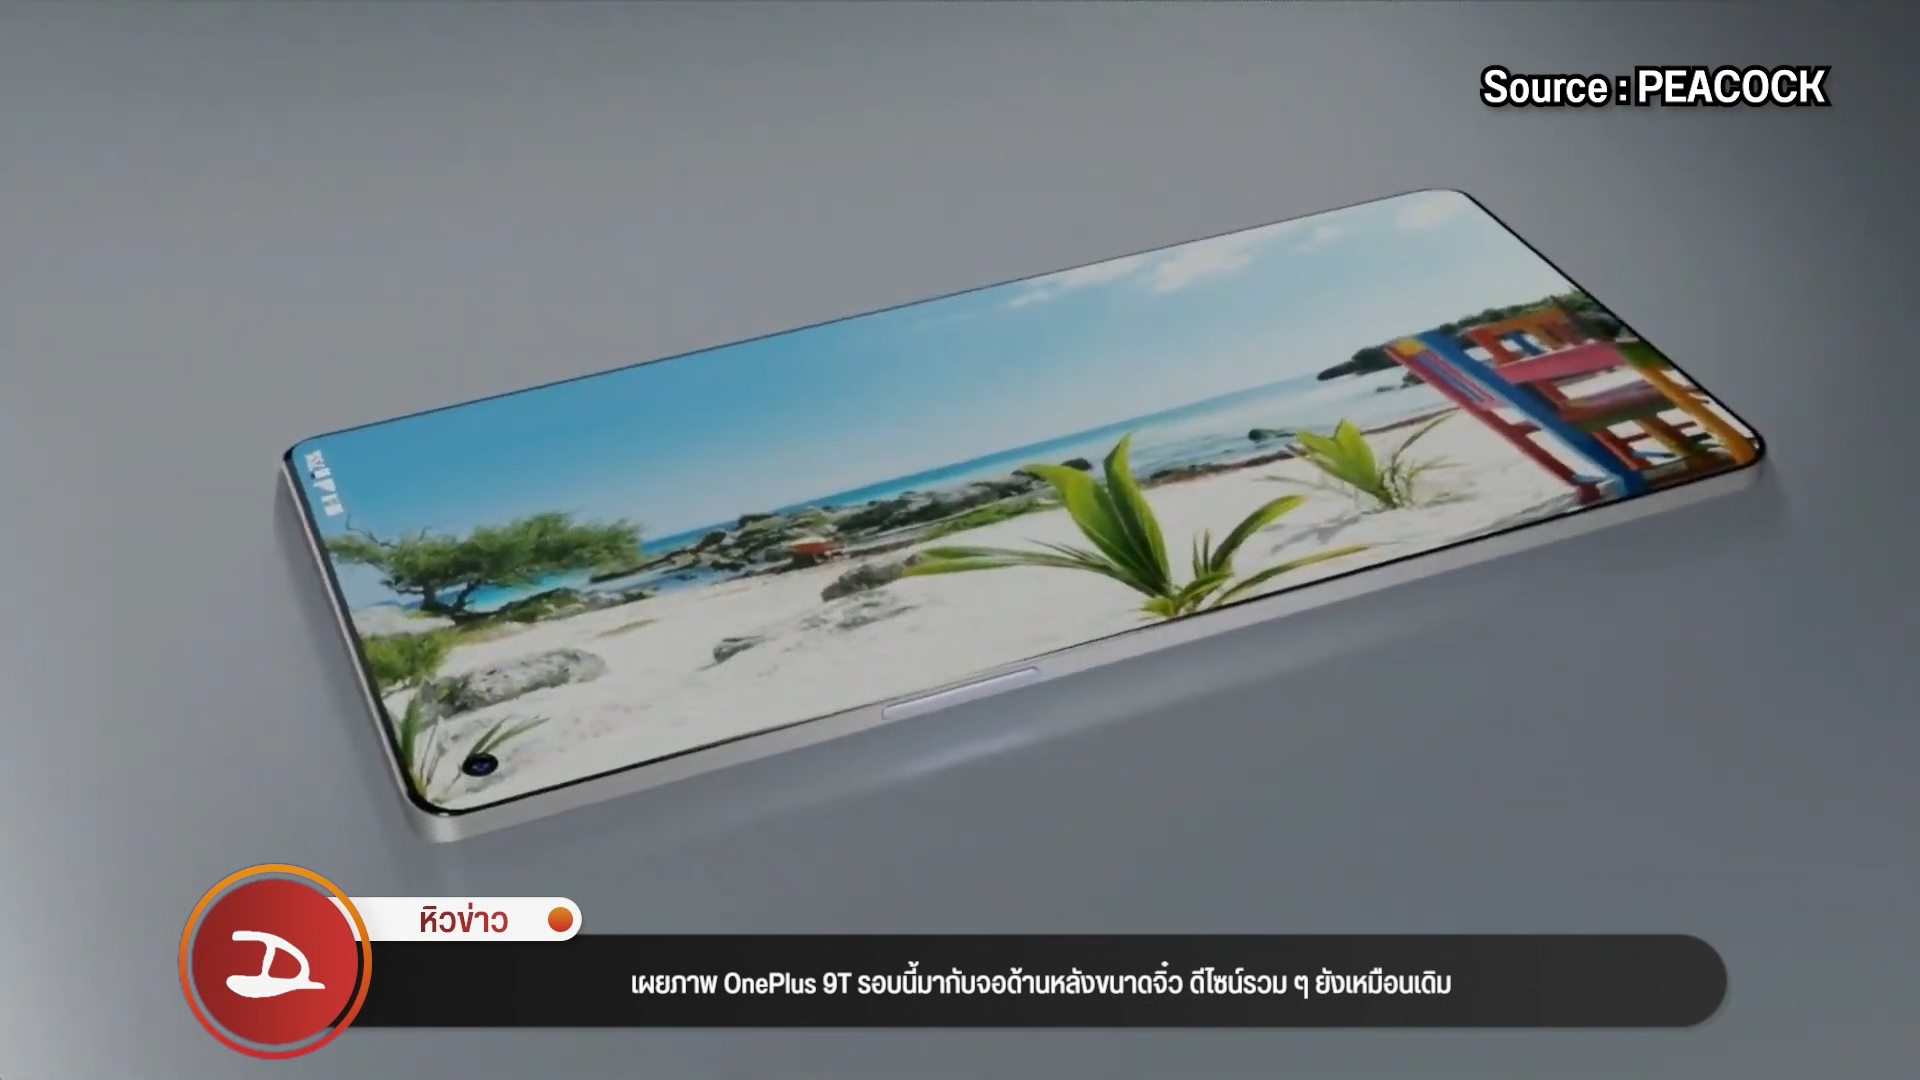 Source : PEACOCK
หิวข่าว
เผยภาพ OnePlus 9T รอบนี้มากับจอด้านหลังขนาดจิ๋ว ดีไซน์รวม ๆ ยังเหมือนเดิม